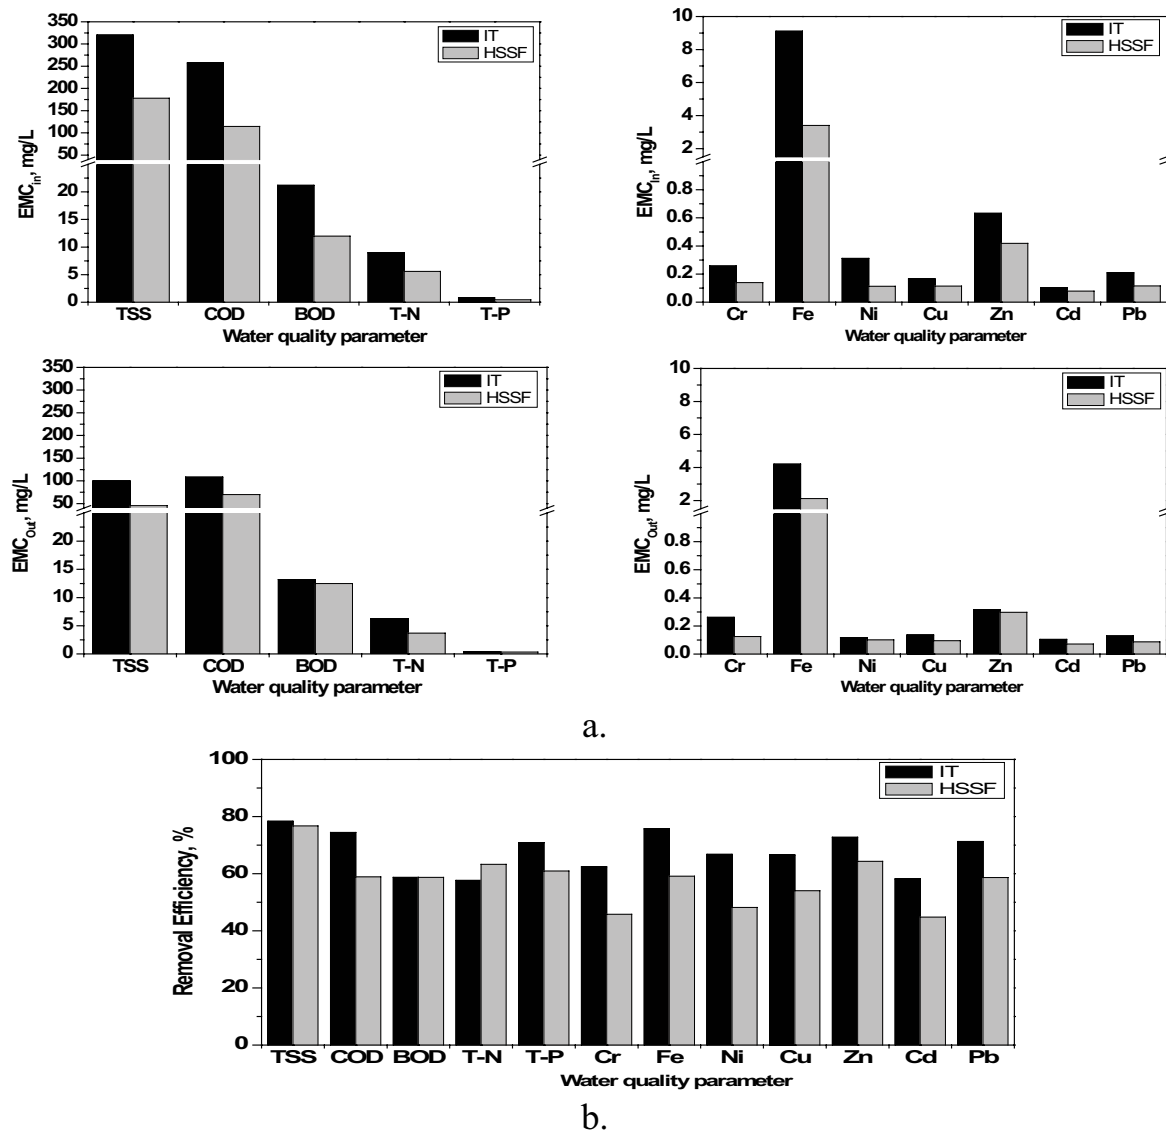 350
300
250
200
150
100
50
20
15
10
5
0
EMC_in, mg/L
IT
HSSF
TSS COD BOD T-N T-P
Water quality parameter
10
8
6
4
2
0.8
0.6
0.4
0.2
0.0
EMC_In, mg/L
IT
HSSF
Cr Fe Ni Cu Zn Cd Pb
Water quality parameter
350
300
250
200
150
100
50
20
15
10
5
0
EMC_Out, mg/L
IT
HSSF
TSS COD BOD T-N T-P
Water quality parameter
10
8
6
4
2
0.8
0.6
0.4
0.2
0.0
EMC_Out, mg/L
IT
HSSF
Cr Fe Ni Cu Zn Cd Pb
Water quality parameter
a.
100
80
60
40
20
0
Removal Efficiency, %
IT
HSSF
TSS COD BOD T-N T-P Cr Fe Ni Cu Zn Cd Pb
Water quality parameter
b.